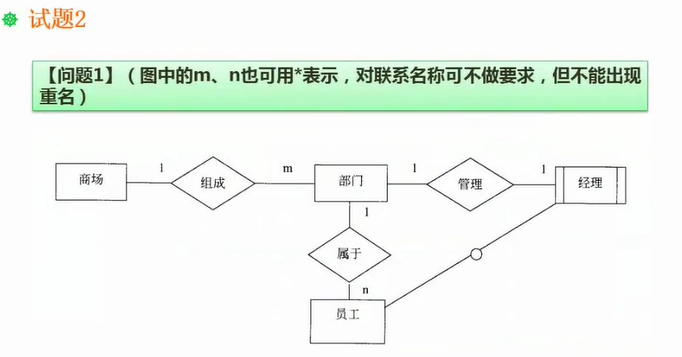 试题2
【问题1】（图中的m、n也可用*表示，对联系名称可不做要求，但不能出现
重名）
商场 1 组成 m 部门 1 管理 1 经理
1
属于
n
员工